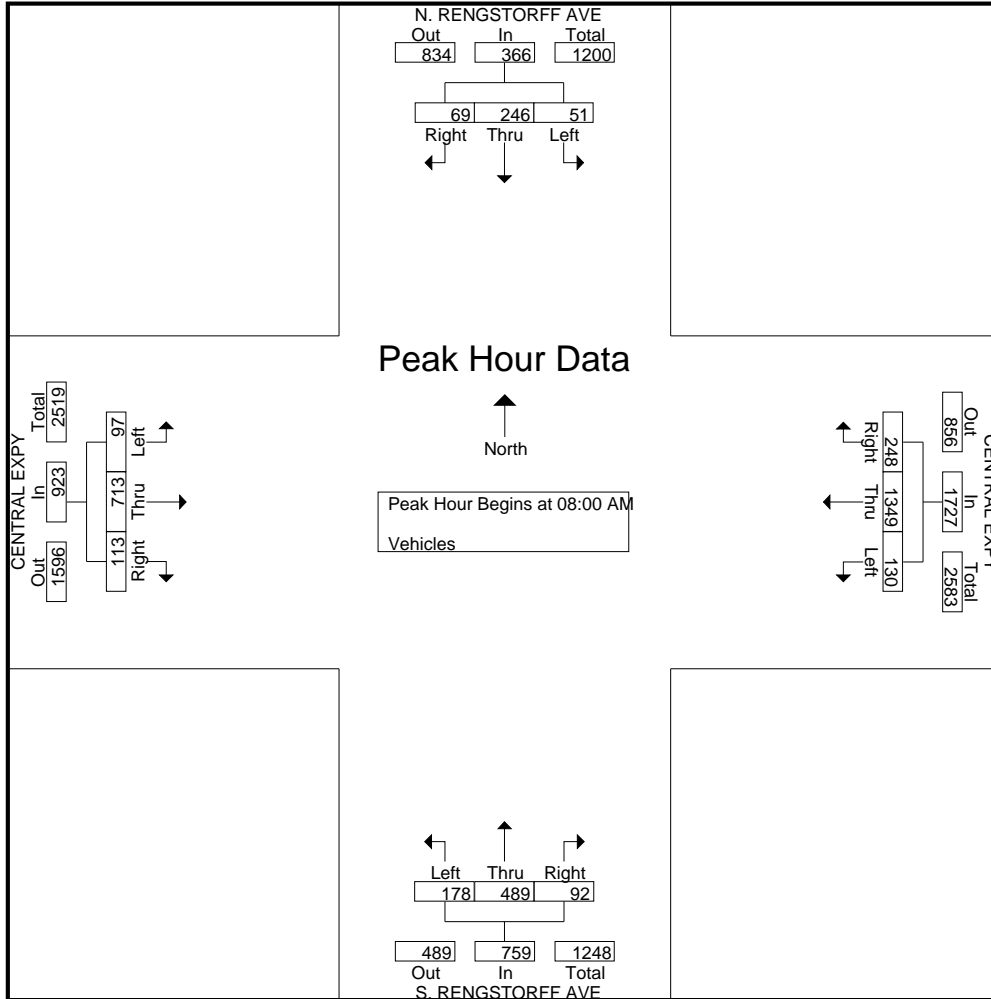 N. RENGSTORFF AVE
Out In Total
834 366 1200
69 246 51
Right Thru Left
Peak Hour Data
North
Peak Hour Begins at 08:00 AM
Vehicles
CENTRAL EXPY
Total In Out
2519 923 1596
97 713 113
Left Thru Right
CENTRAL EXPY
Out In Total
856 1727 2583
248 1349 130
Right Thru Left
Left Thru Right
178 489 92
489 759 1248
Out In Total
S. RENGSTORFF AVE